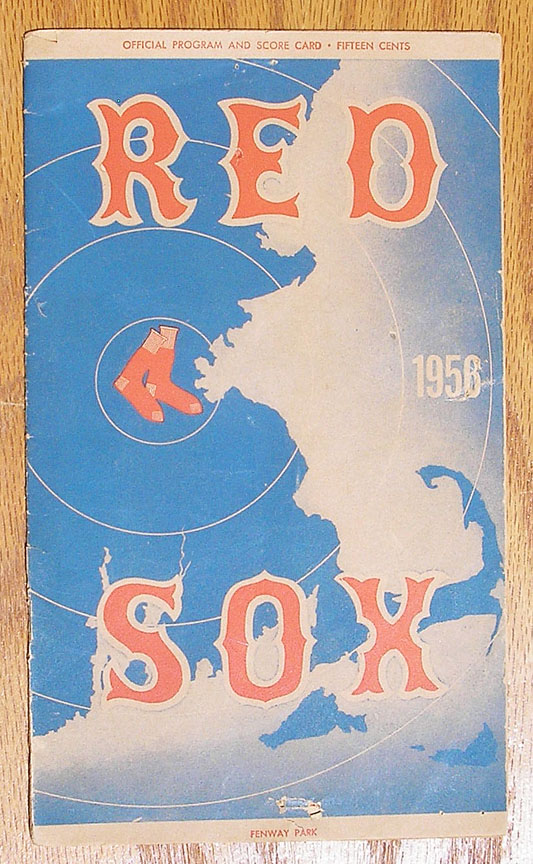 OFFICIAL PROGRAM AND SCORE CARD • FIFTEEN CENTS
RED
1956
SOX
FENWAY PARK